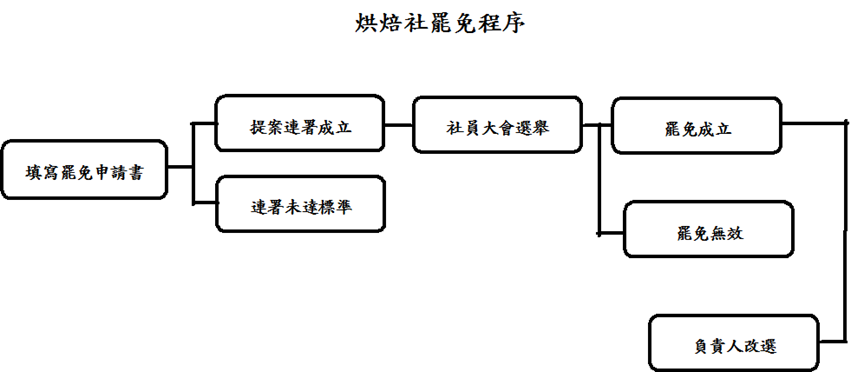 烘焙社罷免程序
填寫罷免申請書
提案連署成立
連署未達標準
社員大會選舉
罷免成立
罷免無效
負責人改選